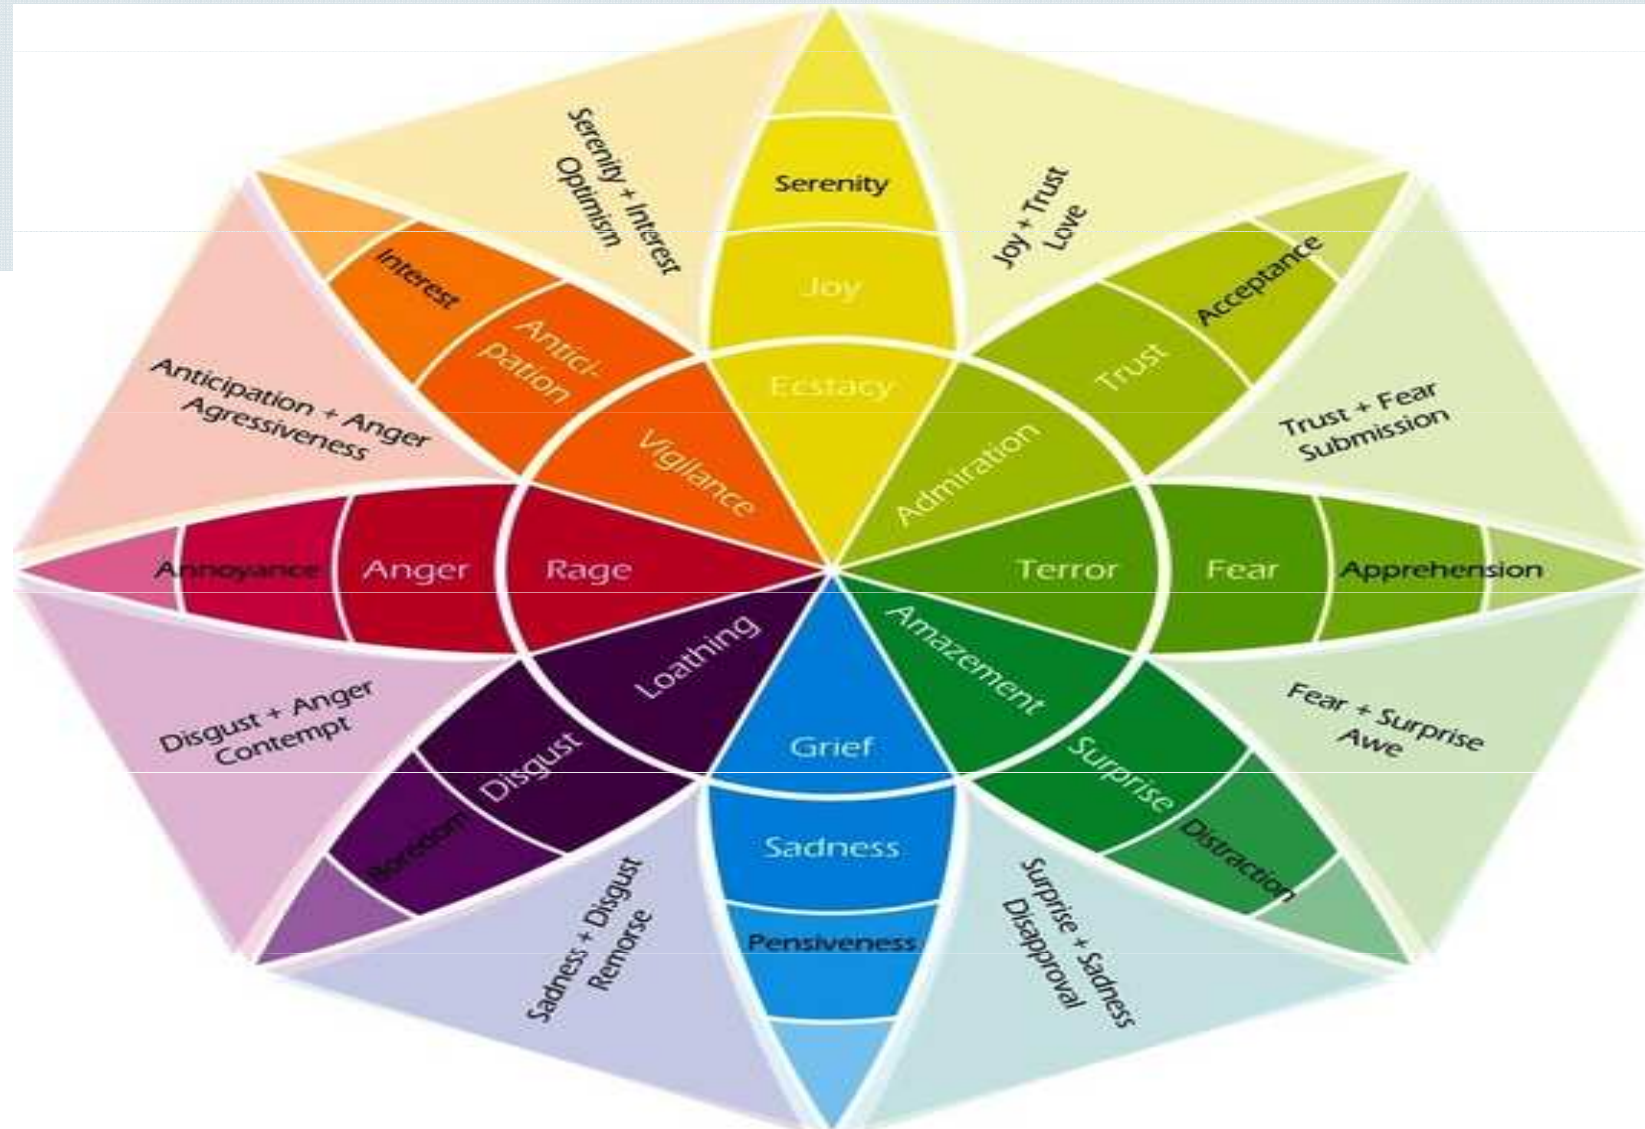 Serenity + Interest
Optimism
Serenity
Joy + Trust
Love
Interest
Joy
Acceptance
Antici-
pation
Trust
Ecstacy
Anticipation + Anger
Agressiveness
Trust + Fear
Submission
Vigilance
Admiration
Annoyance
Anger
Rage
Terror
Fear
Apprehension
Loathing
Amazement
Disgust + Anger
Contempt
Fear + Surprise
Awe
Grief
Disgust
Surprise
Boredom
Sadness
Distraction
Sadness + Disgust
Remorse
Pensiveness
Surprise + Sadness
Disapproval